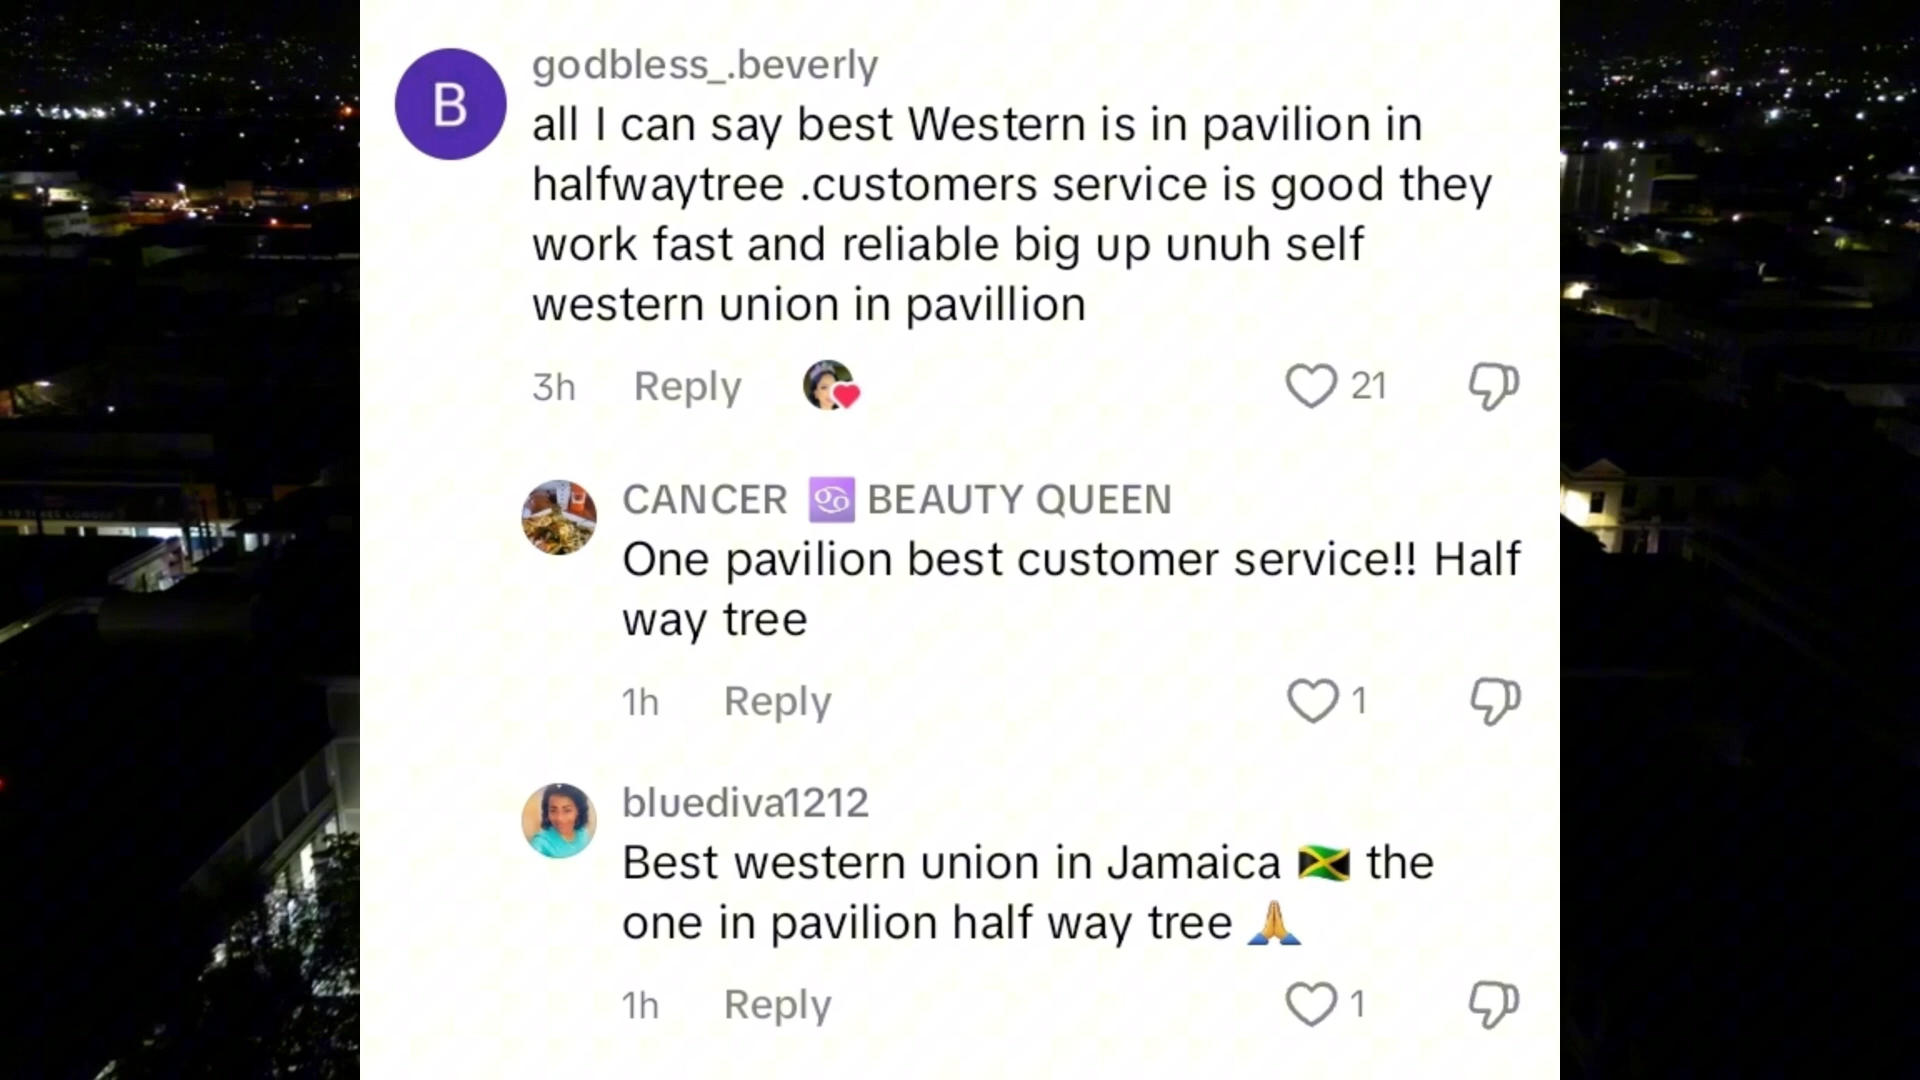 godbless_.beverly
B
all I can say best Western is in pavilion in
halfwaytree .customers service is good they
work fast and reliable big up unuh self
western union in pavillion
3h Reply 21
CANCER ♋ BEAUTY QUEEN
One pavilion best customer service!! Half
way tree
1h Reply 1
bluediva1212
Best western union in Jamaica 🇯🇲 the
one in pavilion half way tree 🙏
1h Reply 1